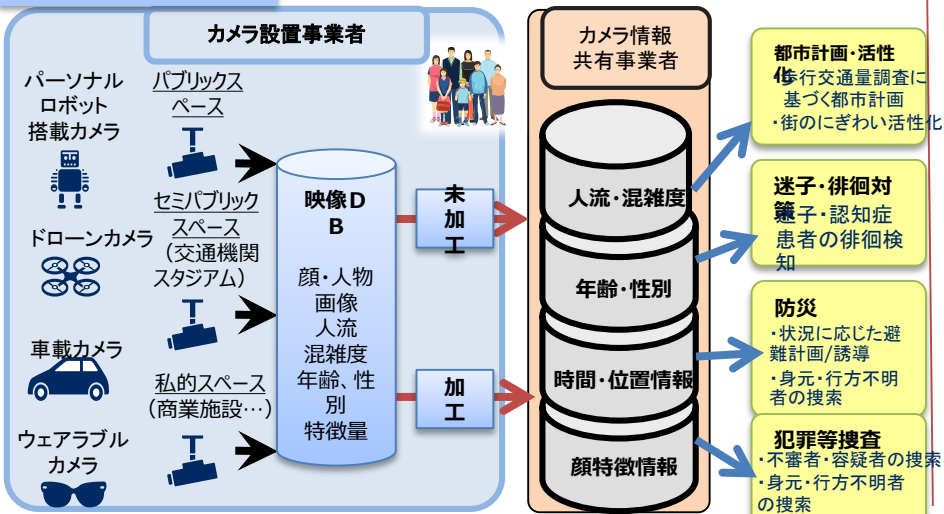 カメラ設置事業者
パーソナル
ロボット
搭載カメラ
ドローンカメラ
車載カメラ
ウェアラブル
カメラ
パブリックス
ペース
セミパブリック
スペース
（交通機関
スタジアム）
私的スペース
（商業施設…）
映像D
B
顔・人物
画像
人流
混雑度
年齢、性
別
特徴量
未
加
工
加
工
カメラ情報
共有事業者
人流・混雑度
年齢・性別
時間・位置情報
顔特徴情報
都市計画・活性
化
・歩行交通量調査に
基づく都市計画
・街のにぎわい活性化
迷子・徘徊対
策
迷子・認知症
患者の徘徊検
知
防災
・状況に応じた避
難計画/誘導
・身元・行方不明
者の捜索
犯罪等捜査
・不審者・容疑者の捜索
・身元・行方不明者
の捜索